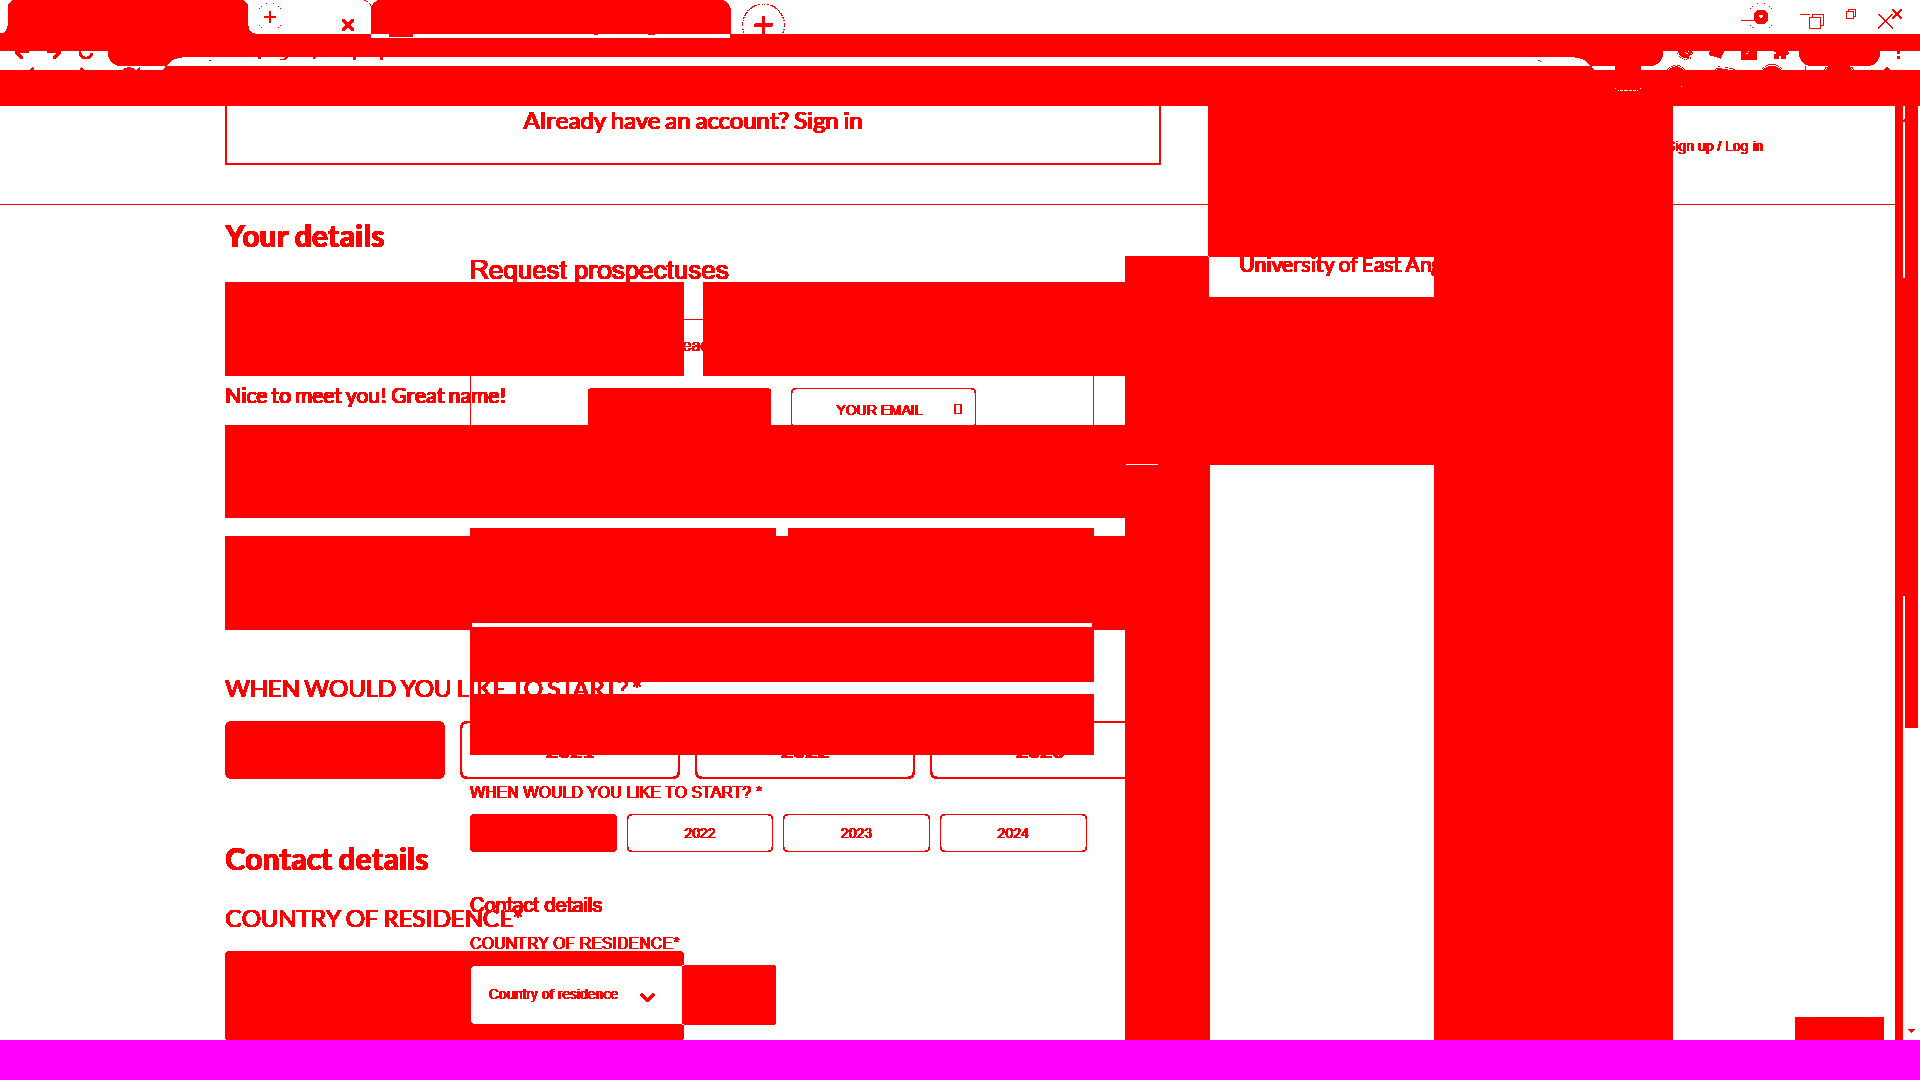 Already have an account? Sign in
Sign up / Log in
Your details
Request prospectuses
University of East Ang
Nice to meet you! Great name!
YOUR EMAIL
WHEN WOULD YOU LIKE TO START? *
WHEN WOULD YOU LIKE TO START? *
2022
2023
2024
Contact details
Contact details
COUNTRY OF RESIDENCE*
COUNTRY OF RESIDENCE*
Country of residence